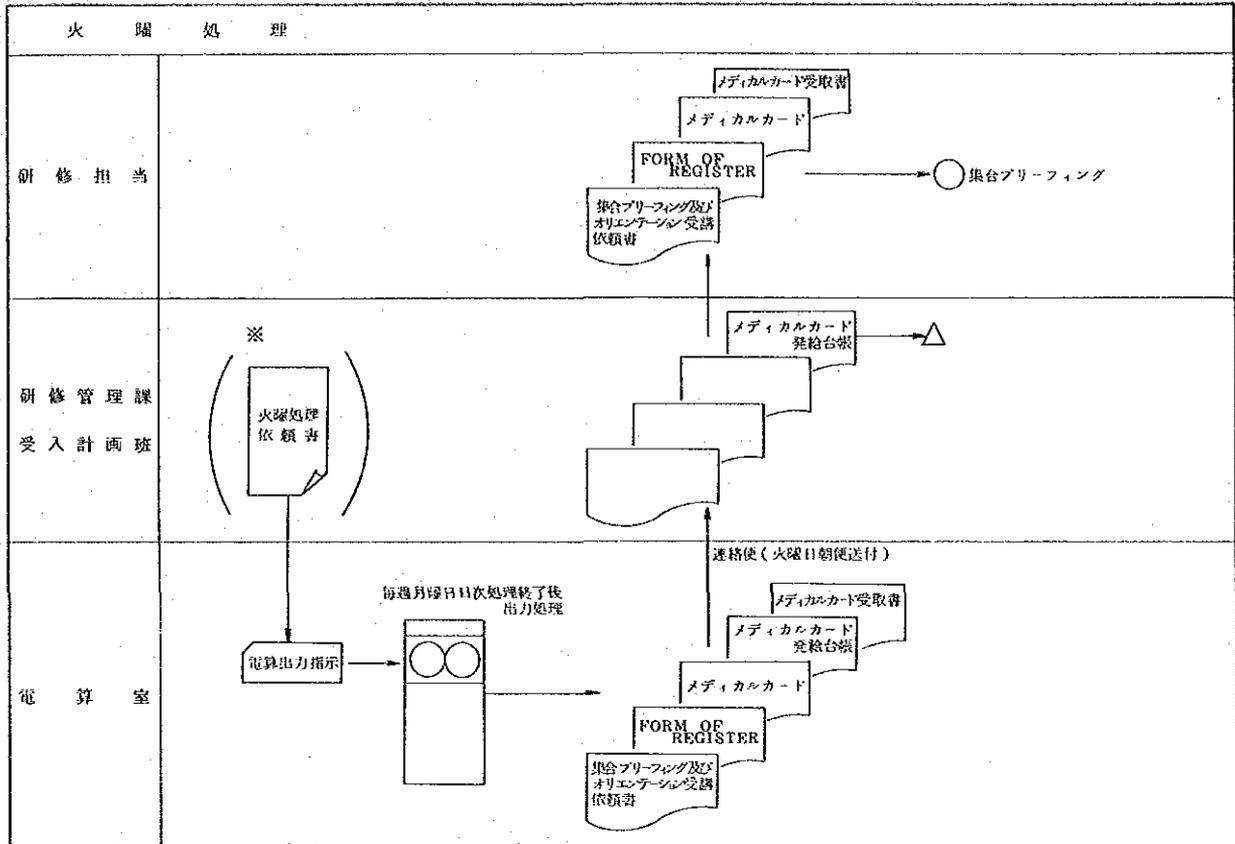 火曜処理
研修担当
メディカルカード受取書
メディカルカード
FORM OF
REGISTER
集合ブリーフィング及び
オリエンテーション受講
依頼書
集合ブリーフィング
研修管理課
受入計画班
※
火曜処理
依頼書
メディカルカード
発給台帳
連絡便(火曜日朝便送付)
電算室
電算出力指示
毎週月曜日日次処理終了後
出力処理
メディカルカード受取書
メディカルカード
発給台帳
メディカルカード
FORM OF
REGISTER
集合ブリーフィング及び
オリエンテーション受講
依頼書